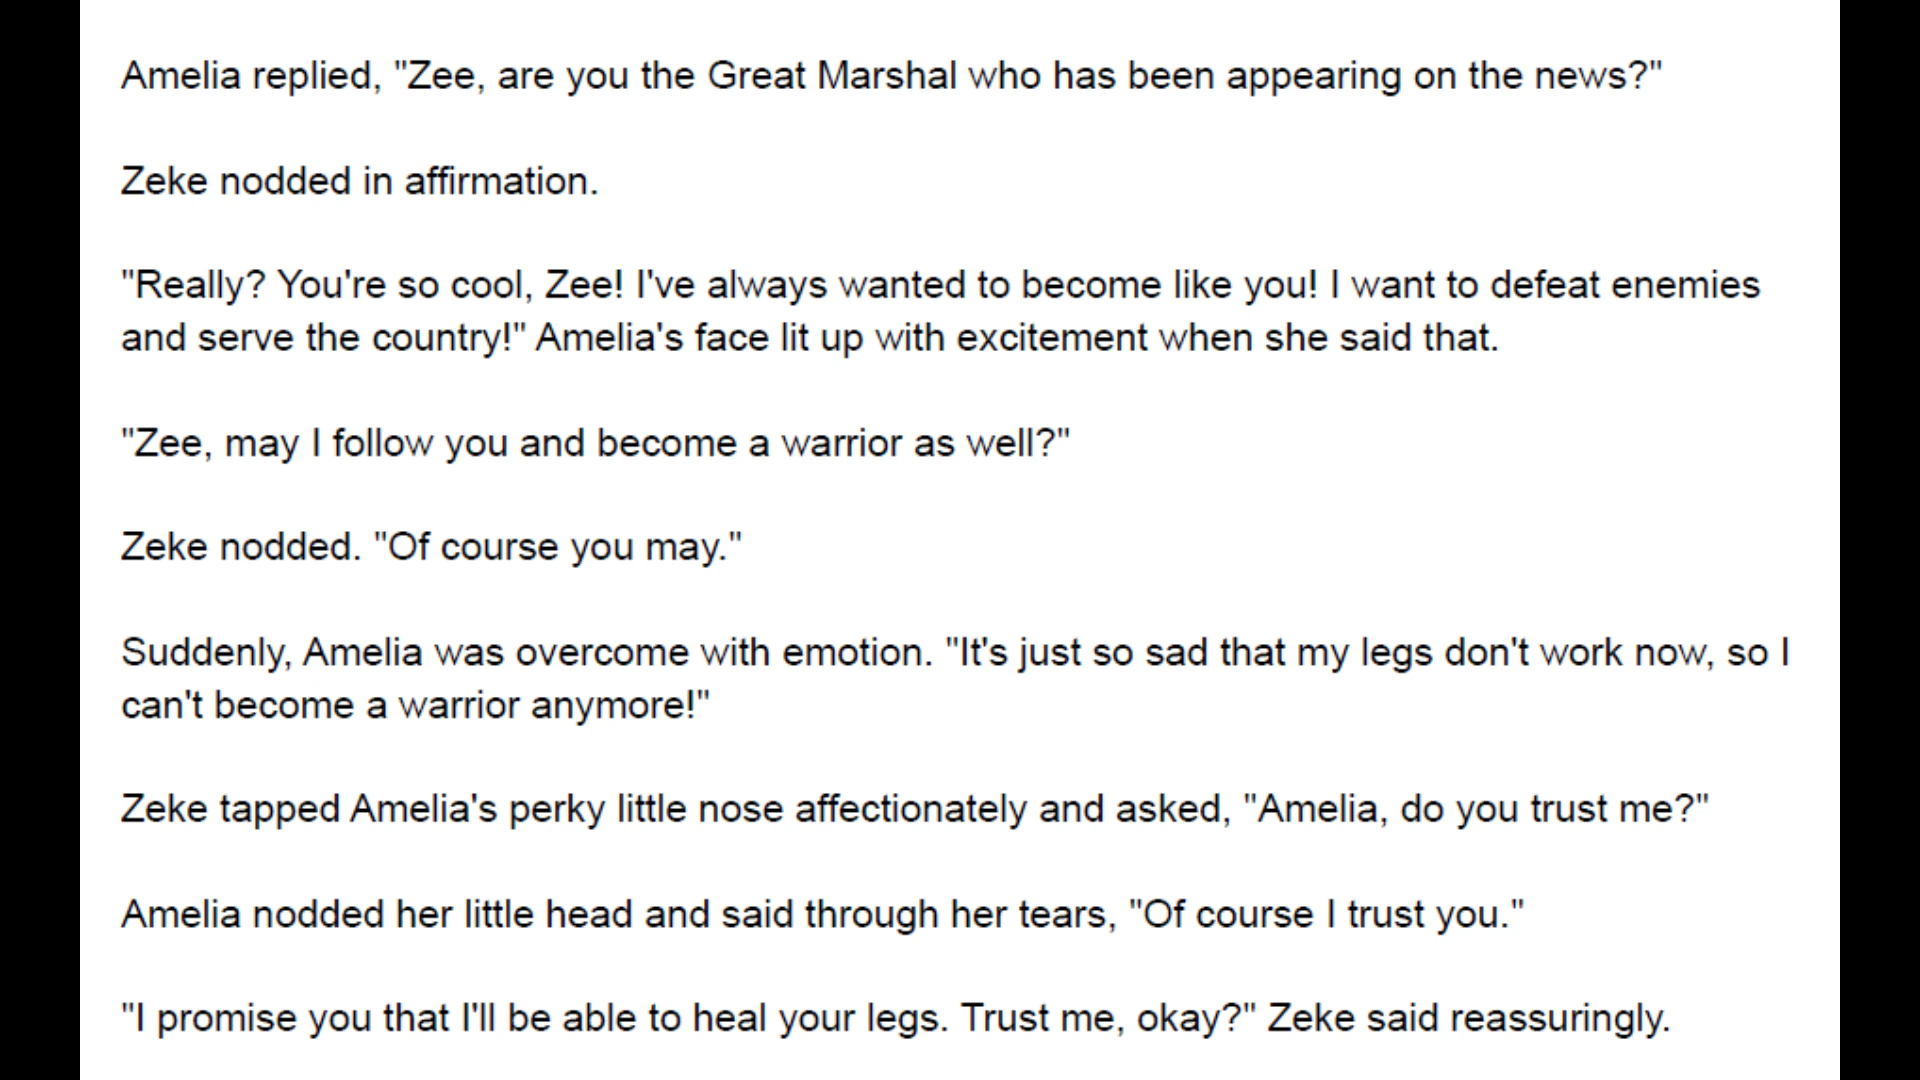 Amelia replied, "Zee, are you the Great Marshal who has been appearing on the news?"
Zeke nodded in affirmation.
"Really? You're so cool, Zee! I've always wanted to become like you! I want to defeat enemies
and serve the country!" Amelia's face lit up with excitement when she said that.
"Zee, may I follow you and become a warrior as well?"
Zeke nodded. "Of course you may."
Suddenly, Amelia was overcome with emotion. "It's just so sad that my legs don't work now, so I
can't become a warrior anymore!"
Zeke tapped Amelia's perky little nose affectionately and asked, "Amelia, do you trust me?"
Amelia nodded her little head and said through her tears, "Of course I trust you."
"I promise you that I'll be able to heal your legs. Trust me, okay?" Zeke said reassuringly.